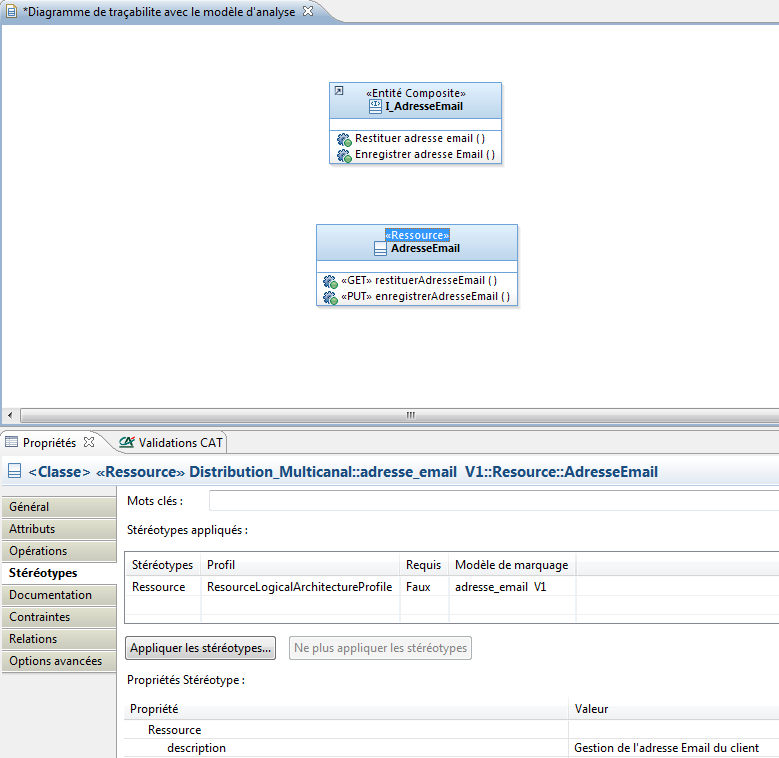 *Diagramme de traçabilite avec le modèle d'analyse
«Entité Composite»
I_AdresseEmail
Restituer adresse email ( )
Enregistrer adresse Email ( )
«Ressource»
AdresseEmail
«GET» restituerAdresseEmail ( )
«PUT» enregistrerAdresseEmail ( )
Propriétés
Validations CAT
<Classe> «Ressource» Distribution_Multicanal::adresse_email V1::Resource::AdresseEmail
Général
Attributs
Opérations
Stéréotypes
Documentation
Contraintes
Relations
Options avancées
Mots clés :
Stéréotypes appliqués :
Stéréotypes Profil Requis Modèle de marquage
Ressource ResourceLogicalArchitectureProfile Faux adresse_email V1
Appliquer les stéréotypes... Ne plus appliquer les stéréotypes
Propriétés Stéréotype :
Propriété Valeur
Ressource
description Gestion de l'adresse Email du client